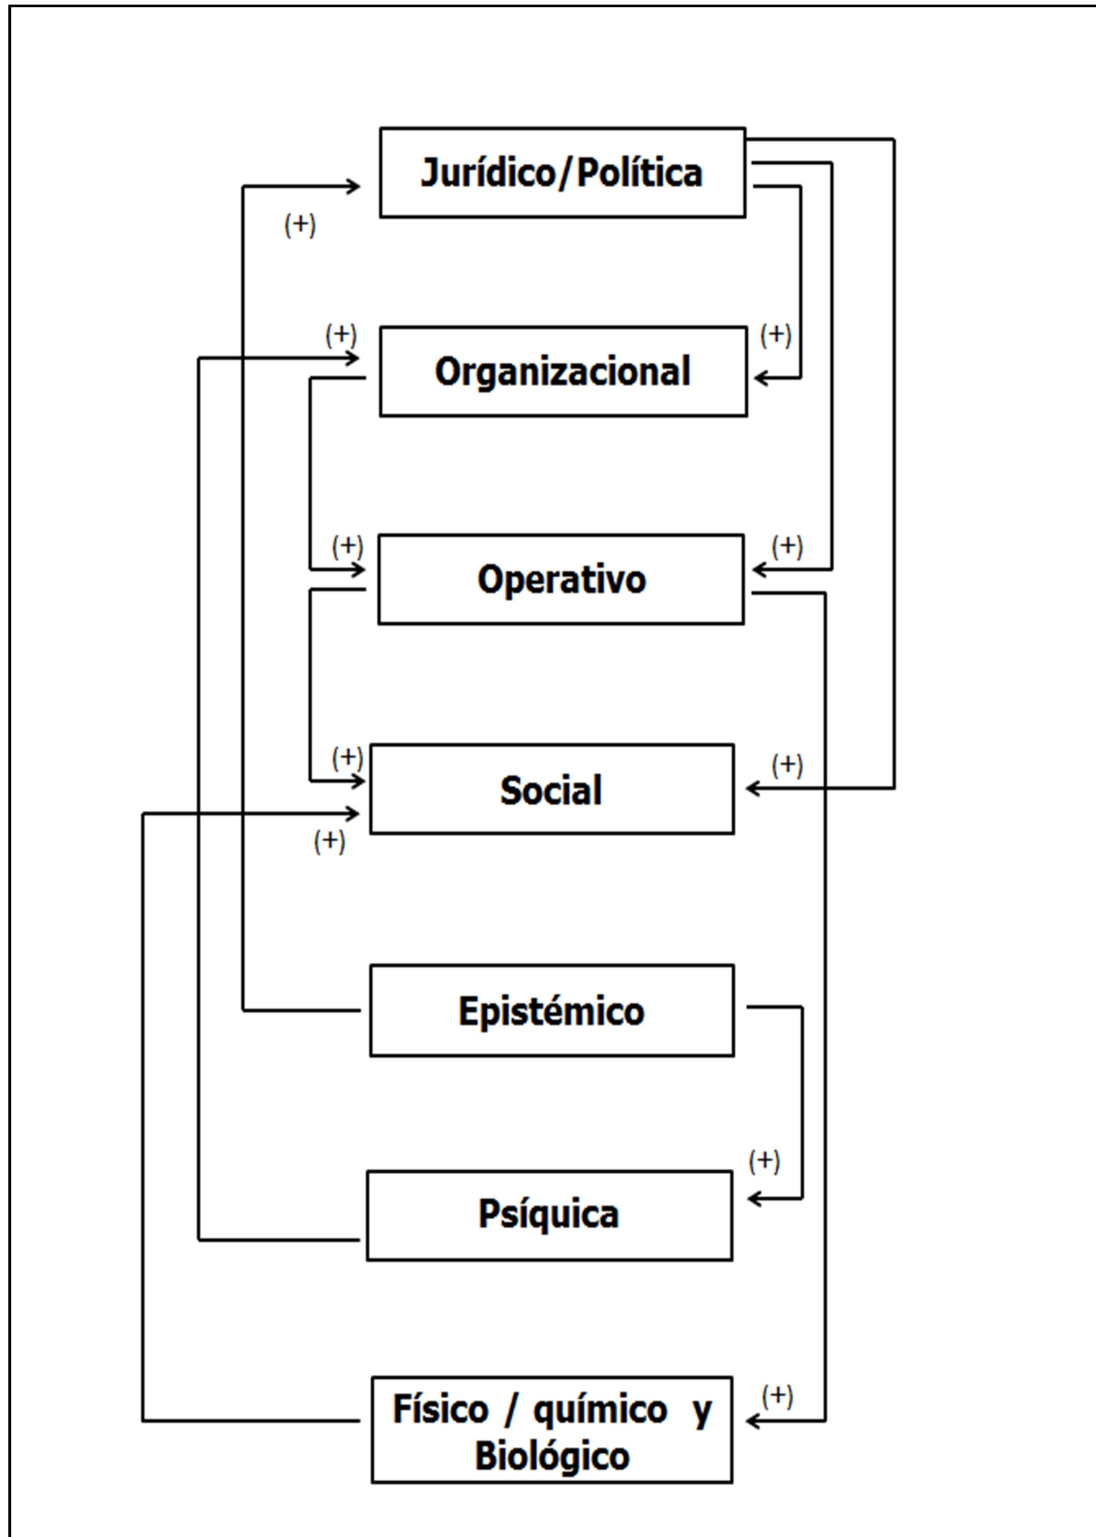 Jurídico/Política
(+)
(+)
(+)
Organizacional
(+)
(+)
Operativo
(+)
(+)
Social
(+)
Epistémico
(+)
Psíquica
(+)
Físico / químico y
Biológico